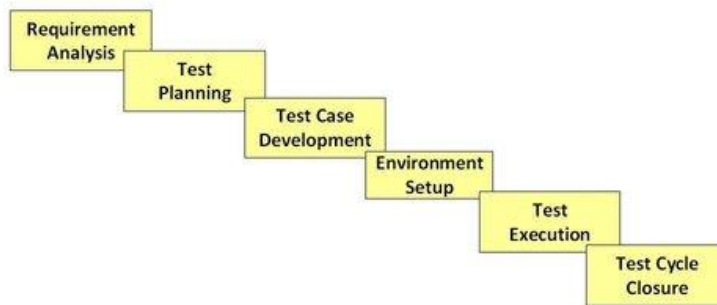 Requirement
Analysis
Test
Planning
Test Case
Development
Environment
Setup
Test
Execution
Test Cycle
Closure